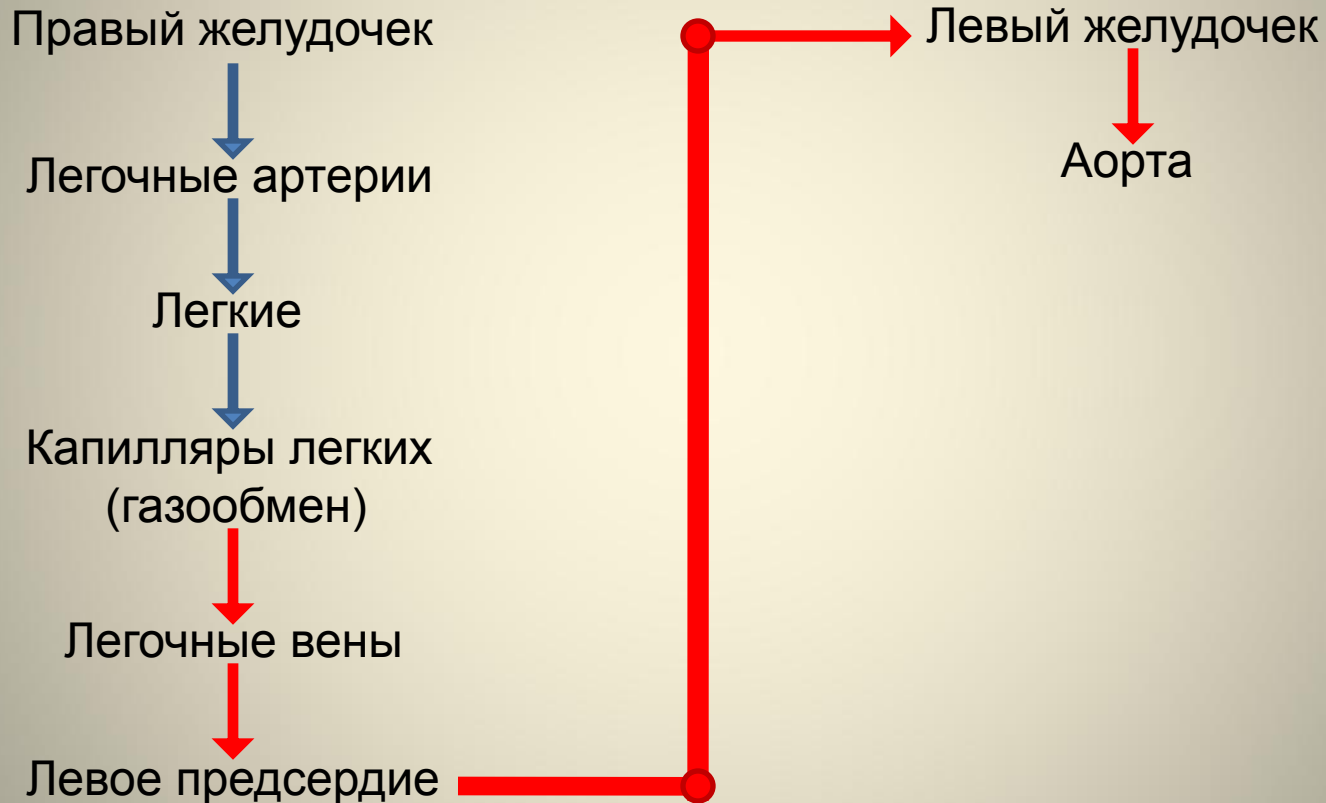 Правый желудочек
Легочные артерии
Легкие
Капилляры легких
(газообмен)
Легочные вены
Левое предсердие
Левый желудочек
Аорта